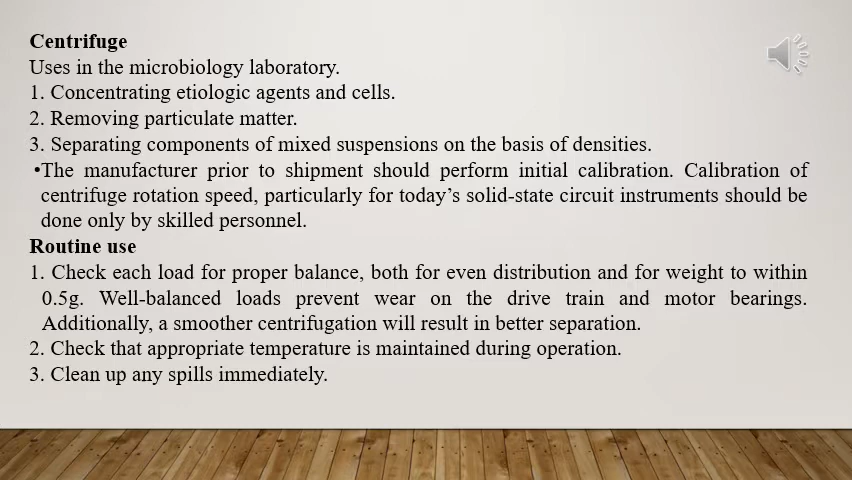 Centrifuge
Uses in the microbiology laboratory.
1. Concentrating etiologic agents and cells.
2. Removing particulate matter.
3. Separating components of mixed suspensions on the basis of densities.
•The manufacturer prior to shipment should perform initial calibration. Calibration of
centrifuge rotation speed, particularly for today's solid-state circuit instruments should be
done only by skilled personnel.
Routine use
1. Check each load for proper balance, both for even distribution and for weight to within
0.5g. Well-balanced loads prevent wear on the drive train and motor bearings.
Additionally, a smoother centrifugation will result in better separation.
2. Check that appropriate temperature is maintained during operation.
3. Clean up any spills immediately.